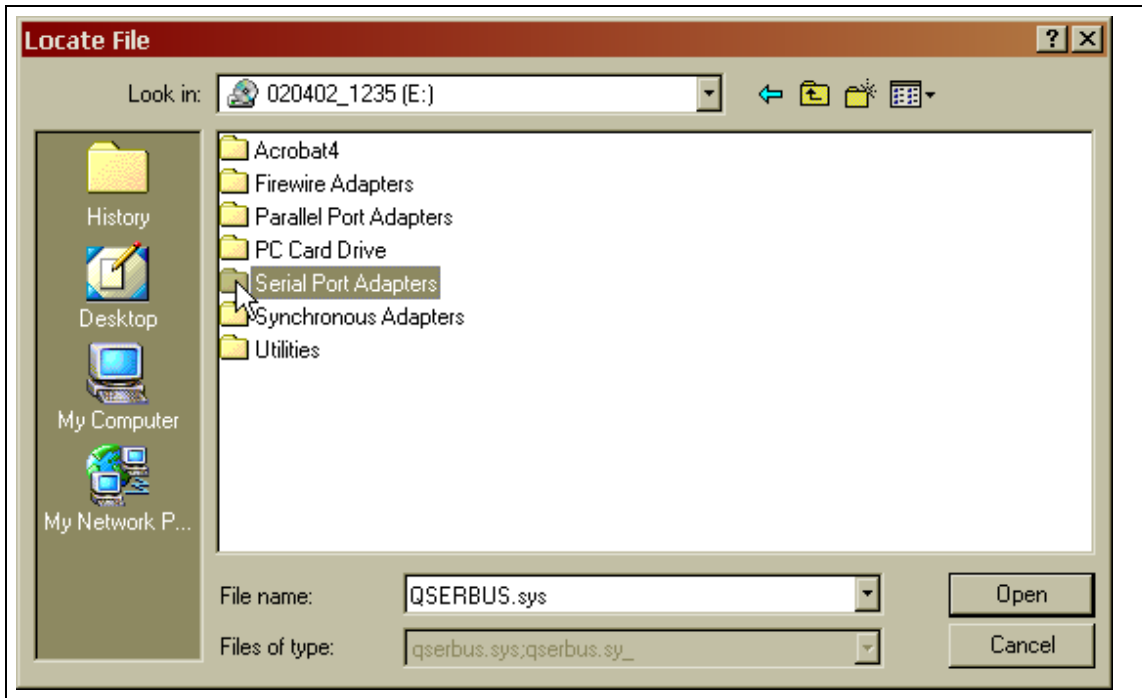 Locate File
Look in: 020402_1235 (E:)
Acrobat4
Firewire Adapters
Parallel Port Adapters
PC Card Drive
Serial Port Adapters
Synchronous Adapters
Utilities
History
Desktop
My Computer
My Network P...
File name: QSERBUS.sys Open
Files of type: qserbus.sys;qserbus.sy_ Cancel